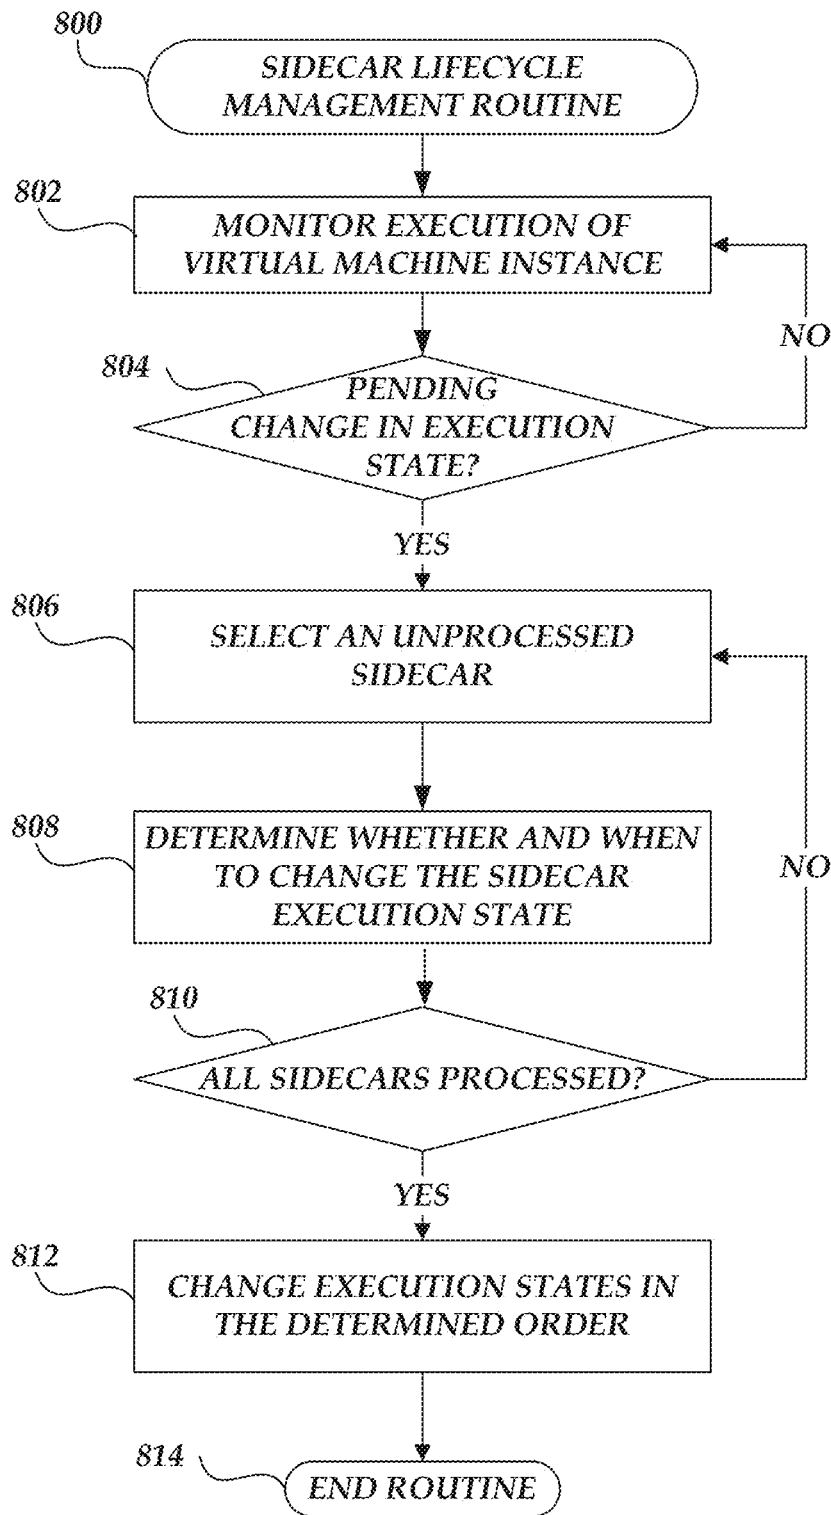 800
SIDECAR LIFECYCLE
MANAGEMENT ROUTINE
802
MONITOR EXECUTION OF
VIRTUAL MACHINE INSTANCE
NO
804
PENDING
CHANGE IN EXECUTION
STATE?
YES
806
SELECT AN UNPROCESSED
SIDECAR
808
DETERMINE WHETHER AND WHEN
TO CHANGE THE SIDECAR
EXECUTION STATE
NO
810
ALL SIDECARS PROCESSED?
YES
812
CHANGE EXECUTION STATES IN
THE DETERMINED ORDER
814
END ROUTINE